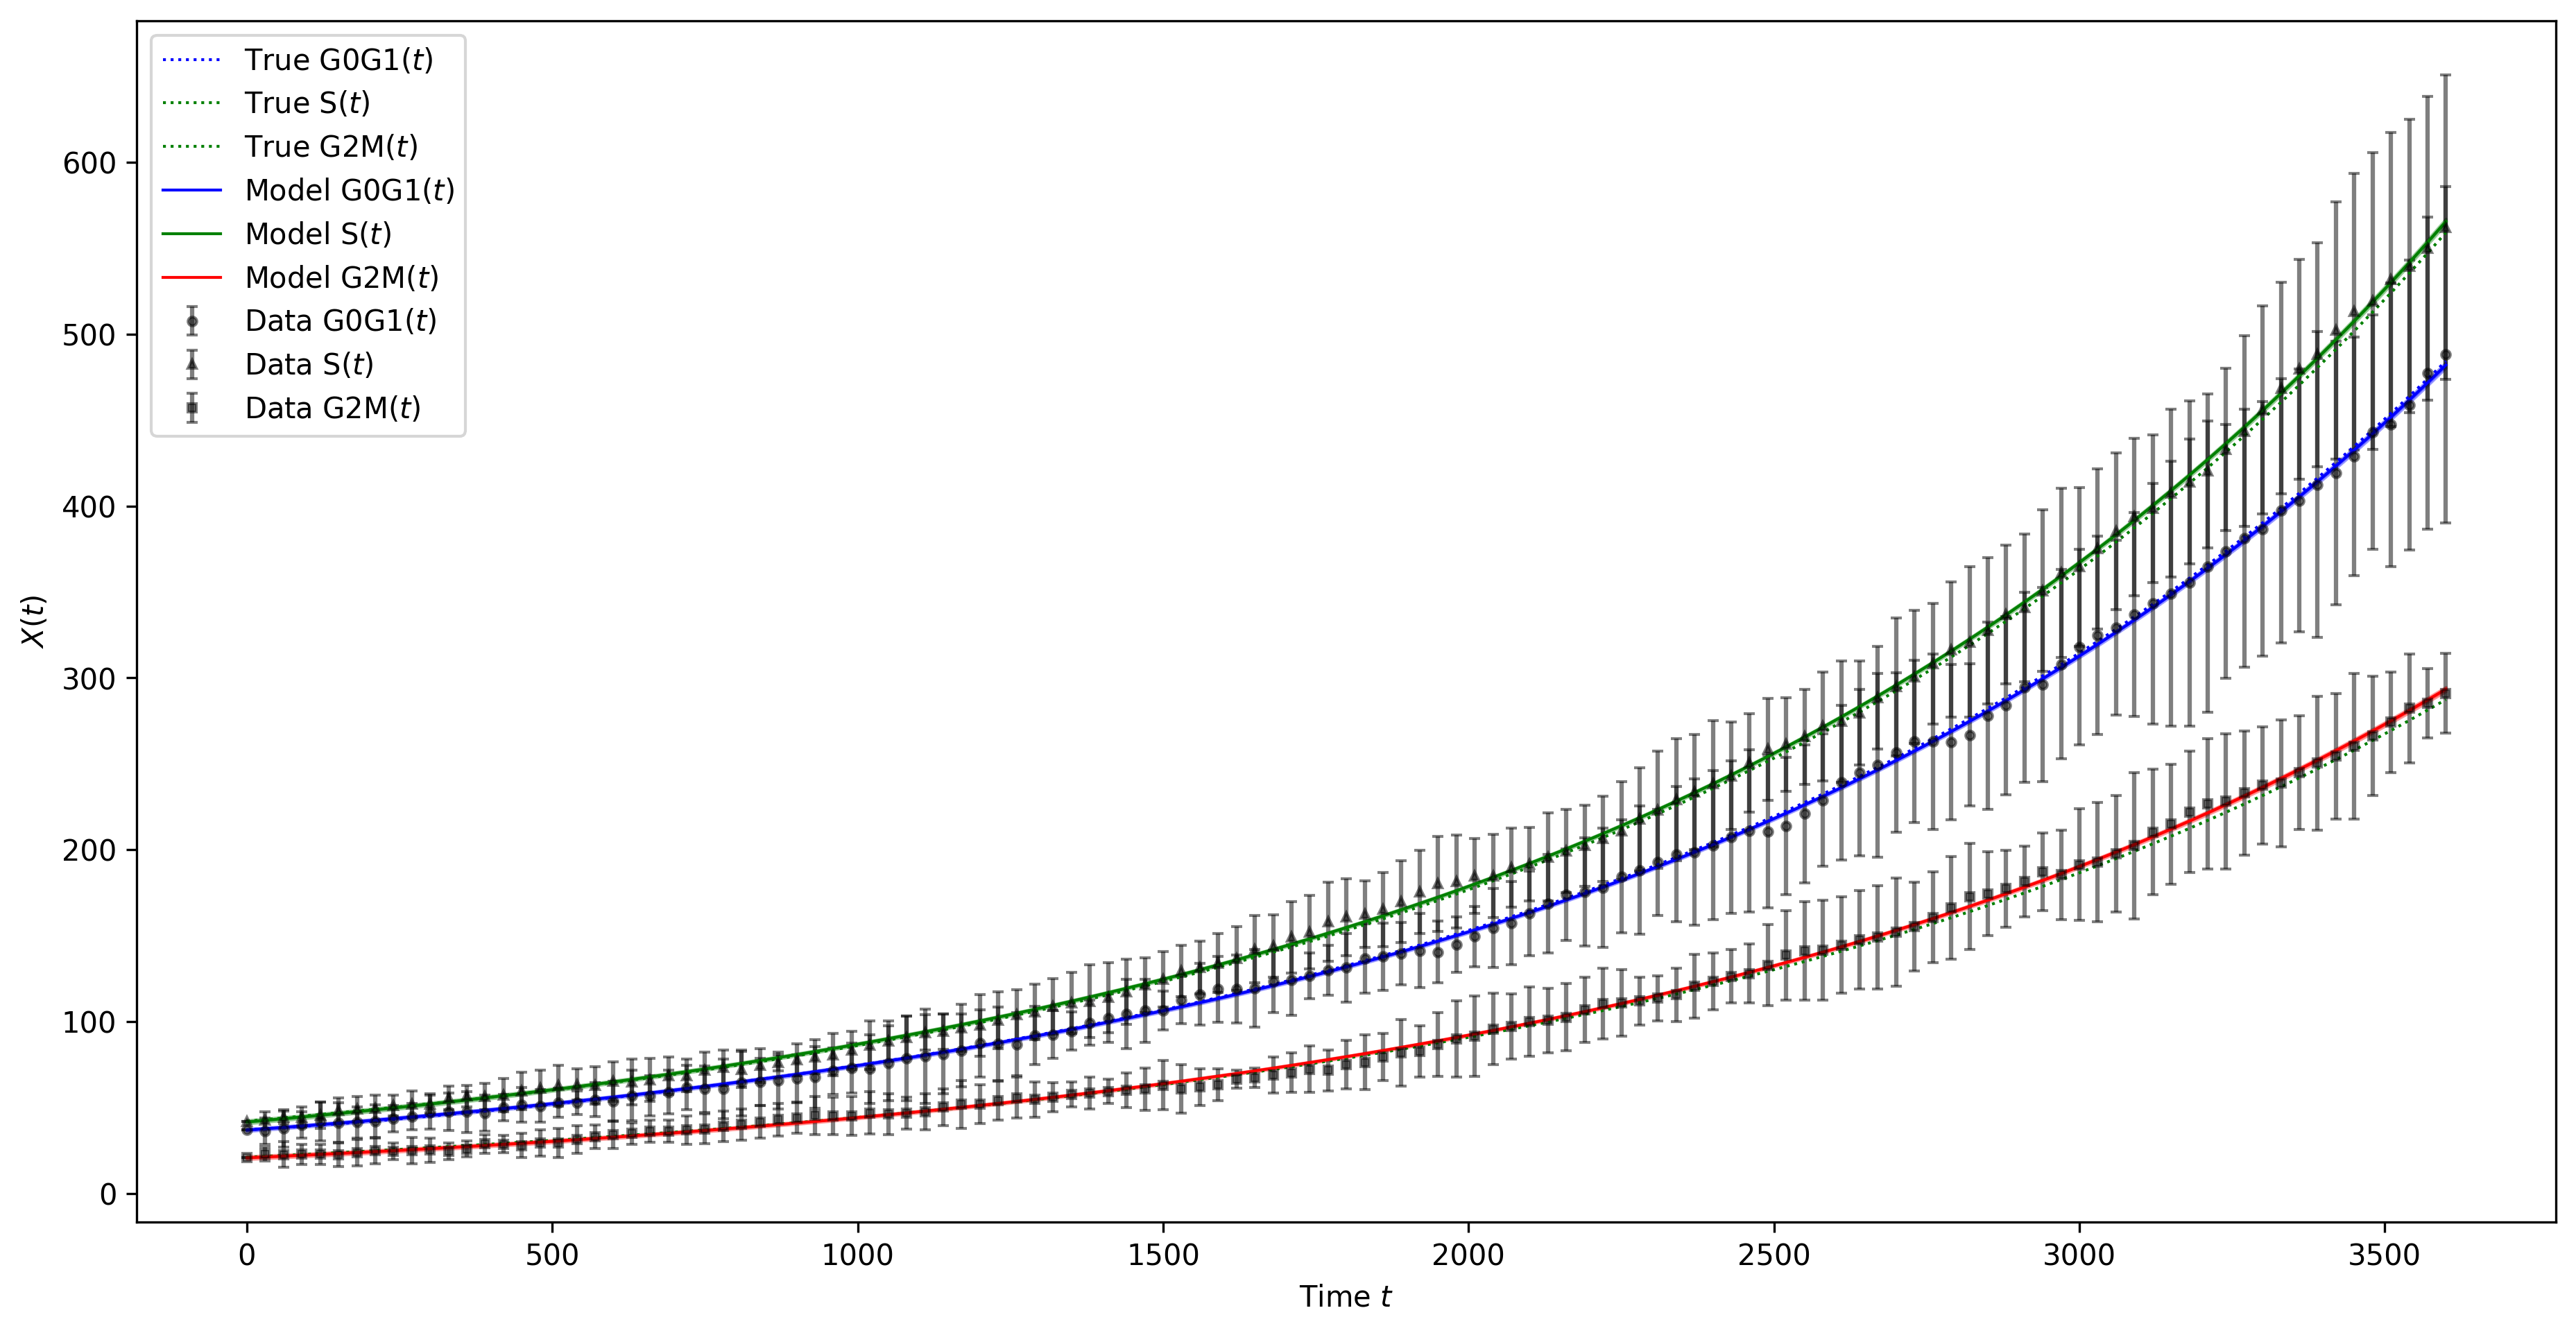 True G0G1(t)
True S(t)
True G2M(t)
Model G0G1(t)
Model S(t)
Model G2M(t)
Data G0G1(t)
Data S(t)
Data G2M(t)
600
500
400
300
200
100
0
X(t)
0 500 1000 1500 2000 2500 3000 3500
Time t